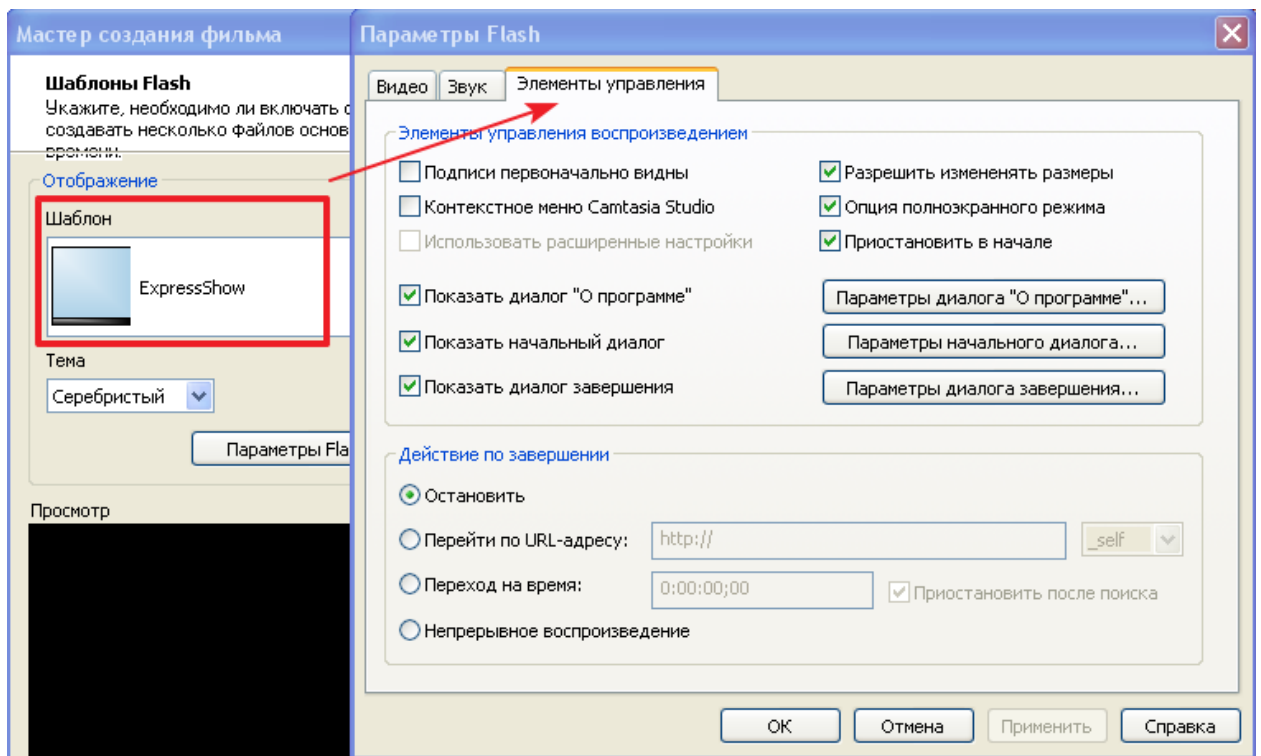 Мастер создания фильма
Шаблоны Flash
Укажите, необходимо ли включать
создавать несколько файлов основ
времени.
Отображение
Шаблон
ExpressShow
Тема
Серебристый
Параметры Fla
Просмотр
Параметры Flash
Видео Звук Элементы управления
Элементы управления воспроизведением
Подписи первоначально видны Разрешить измененять размеры
Контекстное меню Camtasia Studio Опция полноэкранного режима
Использовать расширенные настройки Приостановить в начале
Показать диалог "О программе" Параметры диалога "О программе"...
Показать начальный диалог Параметры начального диалога...
Показать диалог завершения Параметры диалога завершения...
Действие по завершении
Остановить
Перейти по URL-адресу: http:// _self
Переход на время: 0:00:00;00 Приостановить после поиска
Непрерывное воспроизведение
ОК Отмена Применить Справка